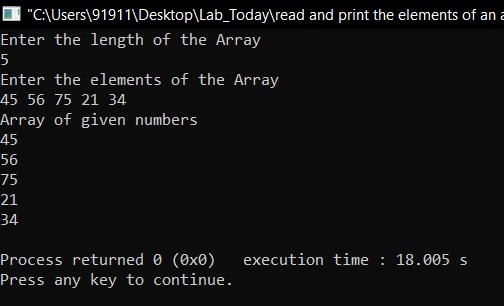 "C:\Users\91911\Desktop\Lab_Today\read and print the elements of an a
Enter the length of the Array
5
Enter the elements of the Array
45 56 75 21 34
Array of given numbers
45
56
75
21
34
Process returned 0 (0x0)   execution time : 18.005 s
Press any key to continue.